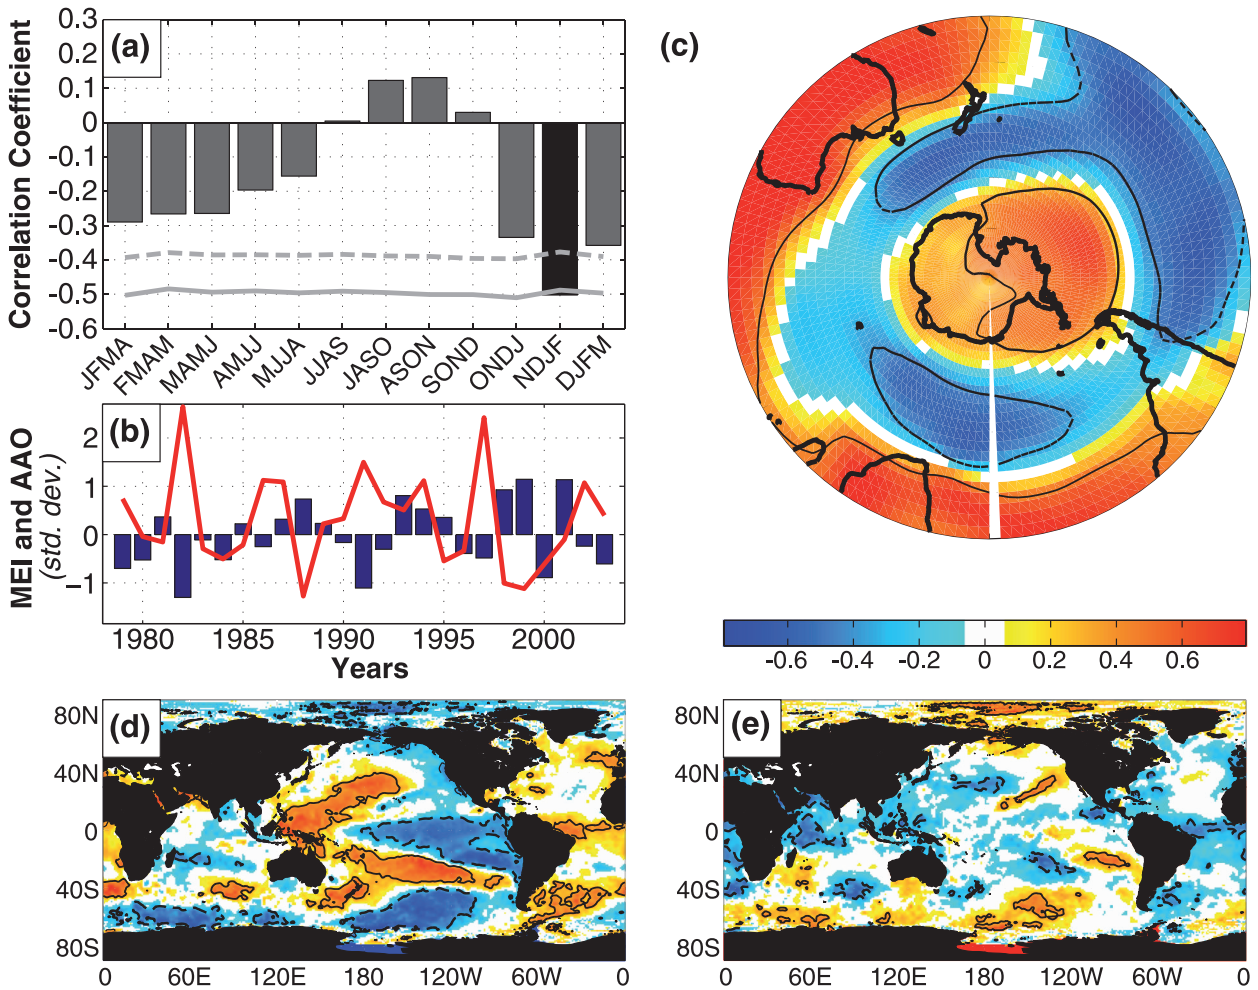 (a)
Correlation Coefficient
0.3
0.2
0.1
0
-0.1
-0.2
-0.3
-0.4
-0.5
-0.6
JFMA FMAM MAMJ AMJJ MJJA JJAS JASO ASON SOND ONDJ NDJF DJFM
(b)
MEI and AAO
(std. dev.)
2
1
0
−1
1980 1985 1990 1995 2000
Years
(c)
-0.6 -0.4 -0.2 0 0.2 0.4 0.6
(d)
80N
40N
0
40S
80S
0 60E 120E 180 120W 60W 0
(e)
80N
40N
0
40S
80S
0 60E 120E 180 120W 60W 0